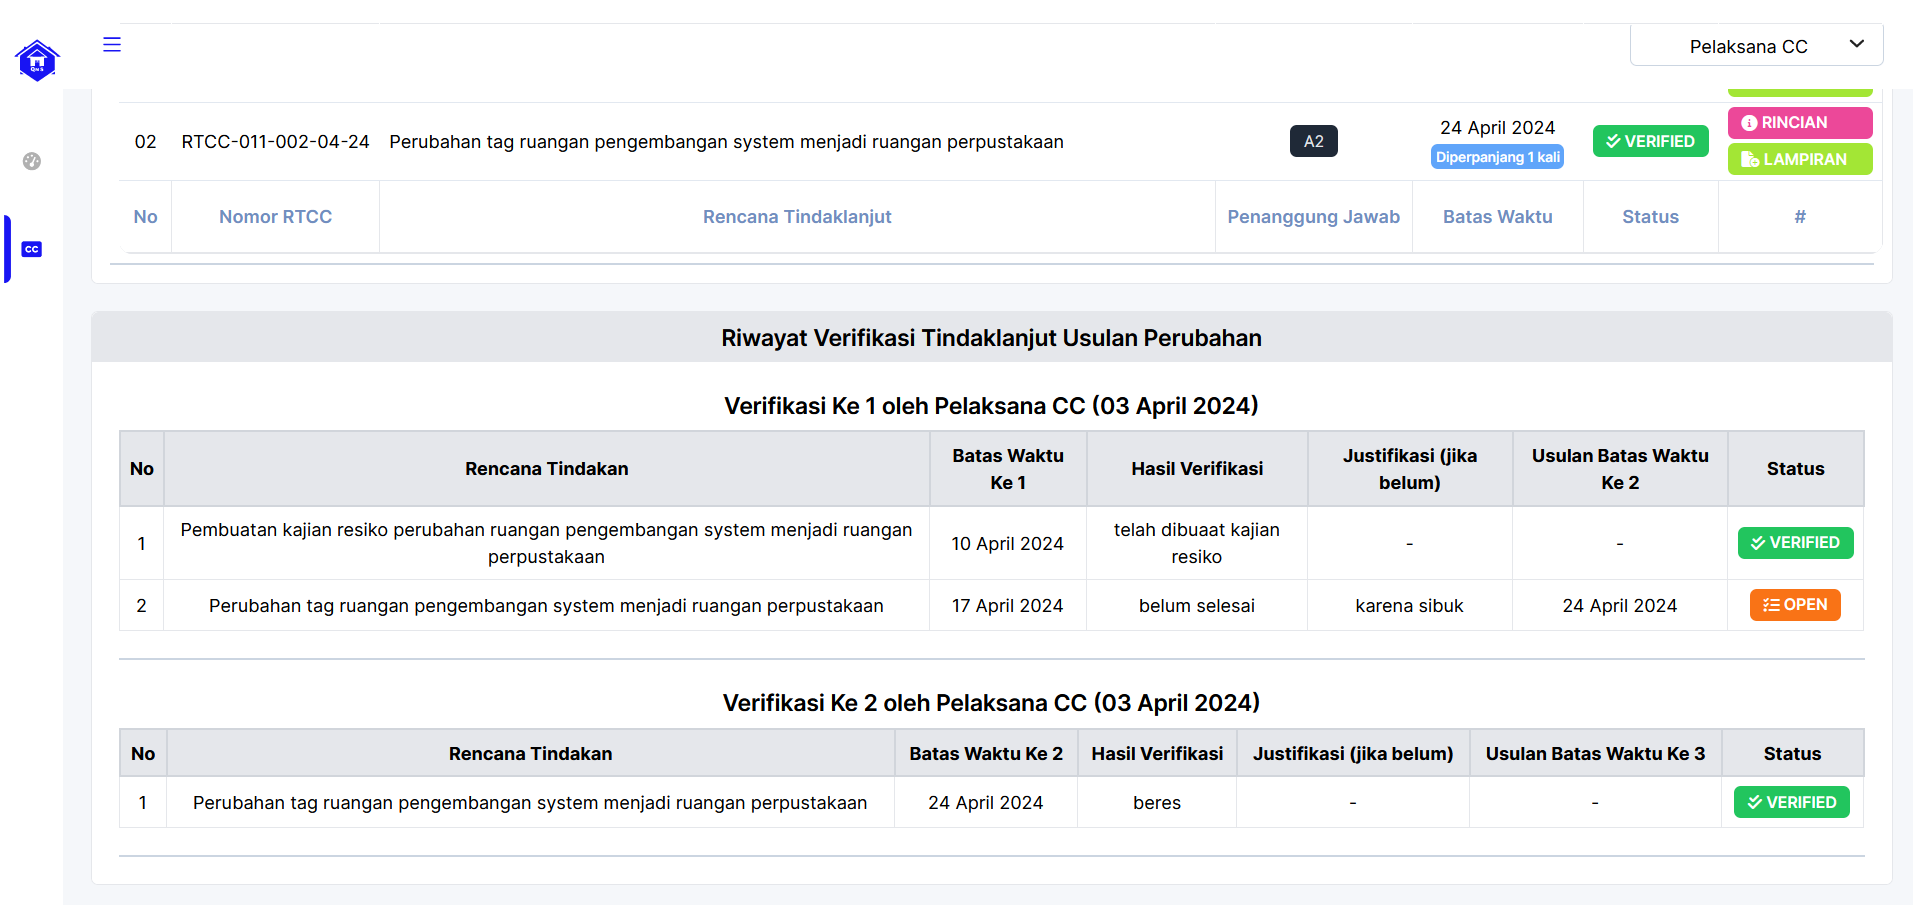 QMS
Pelaksana CC
02 RTCC-011-002-04-24 Perubahan tag ruangan pengembangan system menjadi ruangan perpustakaan A2 24 April 2024 Diperpanjang 1 kali VERIFIED RINCIAN LAMPIRAN
No Nomor RTCC Rencana Tindaklanjut Penanggung Jawab Batas Waktu Status #
CC
Riwayat Verifikasi Tindaklanjut Usulan Perubahan
Verifikasi Ke 1 oleh Pelaksana CC (03 April 2024)
No Rencana Tindakan Batas Waktu Ke 1 Hasil Verifikasi Justifikasi (jika belum) Usulan Batas Waktu Ke 2 Status
1 Pembuatan kajian resiko perubahan ruangan pengembangan system menjadi ruangan perpustakaan 10 April 2024 telah dibuaat kajian resiko - - VERIFIED
2 Perubahan tag ruangan pengembangan system menjadi ruangan perpustakaan 17 April 2024 belum selesai karena sibuk 24 April 2024 OPEN
Verifikasi Ke 2 oleh Pelaksana CC (03 April 2024)
No Rencana Tindakan Batas Waktu Ke 2 Hasil Verifikasi Justifikasi (jika belum) Usulan Batas Waktu Ke 3 Status
1 Perubahan tag ruangan pengembangan system menjadi ruangan perpustakaan 24 April 2024 beres - - VERIFIED